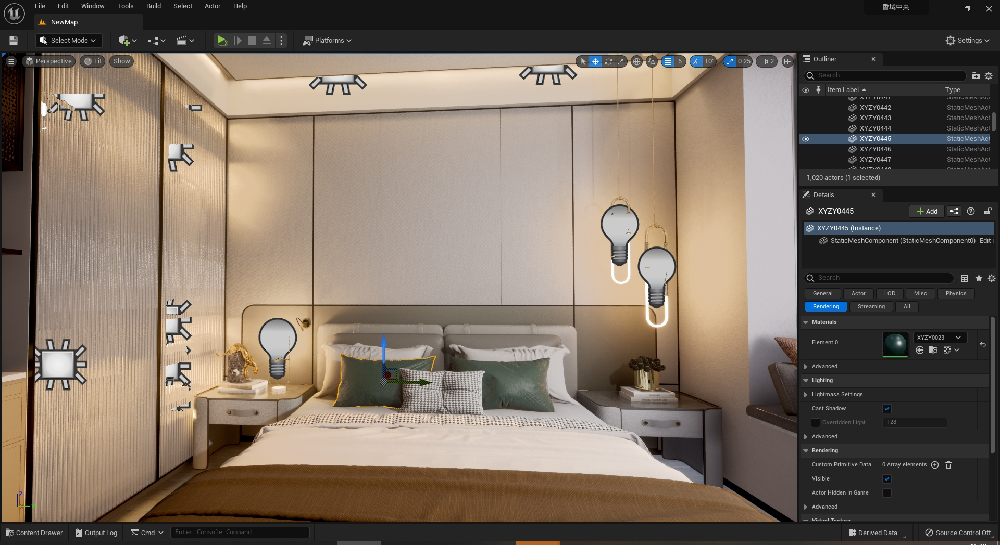 File Edit Window Tools Build Select Actor Help
香域中央
NewMap
Select Mode
Platforms
Settings
Perspective Lit Show
5 10° 0.25 2
Outliner
Search...
Item Label Type
XYZY0441 StaticMeshAct
XYZY0442 StaticMeshAct
XYZY0443 StaticMeshAct
XYZY0444 StaticMeshAct
XYZY0445 StaticMeshAct
XYZY0446 StaticMeshAct
XYZY0447 StaticMeshAct
XYZY0448 StaticMeshAct
1,020 actors (1 selected)
Details
XYZY0445
Add
XYZY0445 (Instance)
StaticMeshComponent (StaticMeshComponent0) Edit i
Search
General Actor LOD Misc Physics
Rendering Streaming All
Materials
Element 0
XYZY0023
Advanced
Lighting
Lightmass Settings
Cast Shadow
Overridden Light... 128
Advanced
Rendering
Custom Primitive Data... 0 Array elements
Visible
Actor Hidden In Game
Advanced
Virtual Texture
Z
Content Drawer Output Log Cmd Enter Console Command
Derived Data Source Control Off